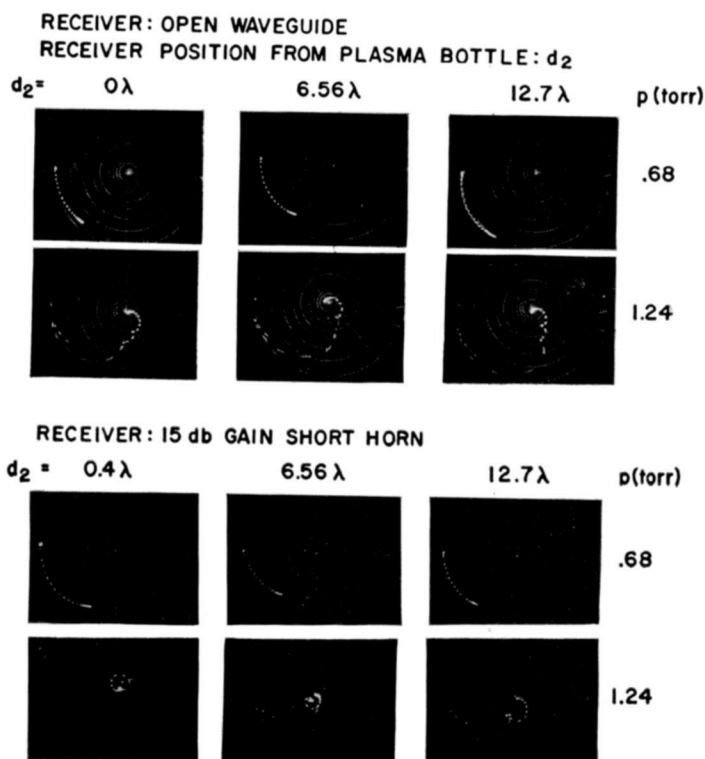 RECEIVER: OPEN WAVEGUIDE
RECEIVER POSITION FROM PLASMA BOTTLE: d2
d2= 0λ 6.56λ 12.7λ p(torr)
.68
1.24
RECEIVER: 15 db GAIN SHORT HORN
d2 = 0.4λ 6.56λ 12.7λ p(torr)
.68
1.24